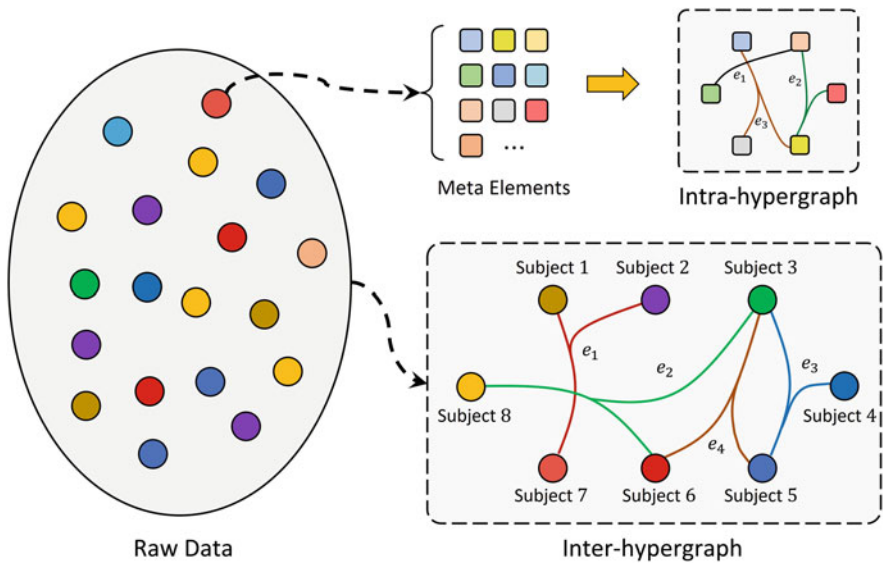 ...
Meta Elements
e₁
e₂
e₃
Intra-hypergraph
Subject 1
Subject 2
Subject 3
e₁
e₂
e₃
Subject 8
Subject 4
e₄
Subject 7
Subject 6
Subject 5
Raw Data
Inter-hypergraph